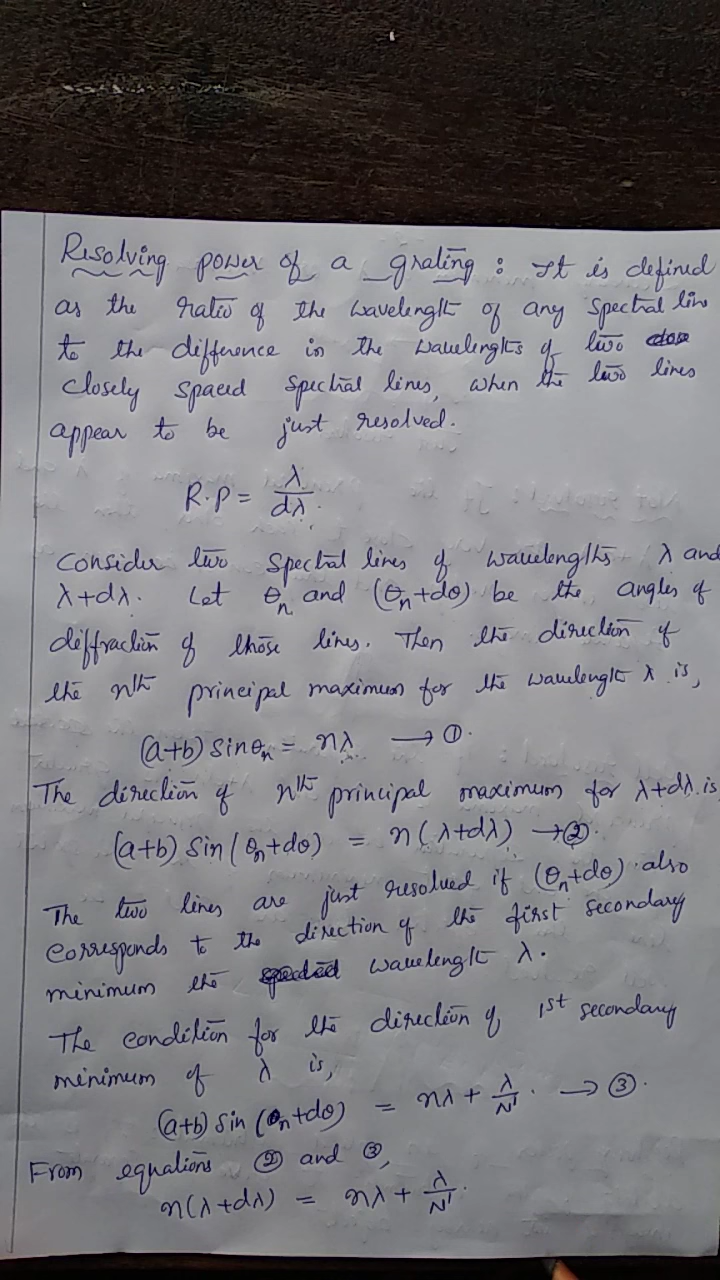 Resolving power of a grating : It is defined
as the ratio of the wavelength of any spectral line
to the difference in the wavelengths of two close
closely spaced spectral lines, when the two lines
appear to be just resolved.
R.P = λ/dλ.
Consider two spectral lines of wavelengths λ and
λ+dλ. Let θn and (θn+dθ) be the angles of
diffraction of those lines. Then the direction of
the nth principal maximum for the wavelength λ is,
(a+b) sinθn = nλ → ①.
The direction of nth principal maximum for λ+dλ is
(a+b) Sin(θn+dθ) = n(λ+dλ) → ②.
The two lines are just resolved if (θn+dθ) also
corresponds to the direction of the first secondary
minimum the wavelength λ.
The condition for the direction of 1st secondary
minimum of λ is,
(a+b) sin (θn+dθ) = nλ + λ/N'. → ③.
From equations ② and ③,
n(λ+dλ) = nλ + λ/N'.